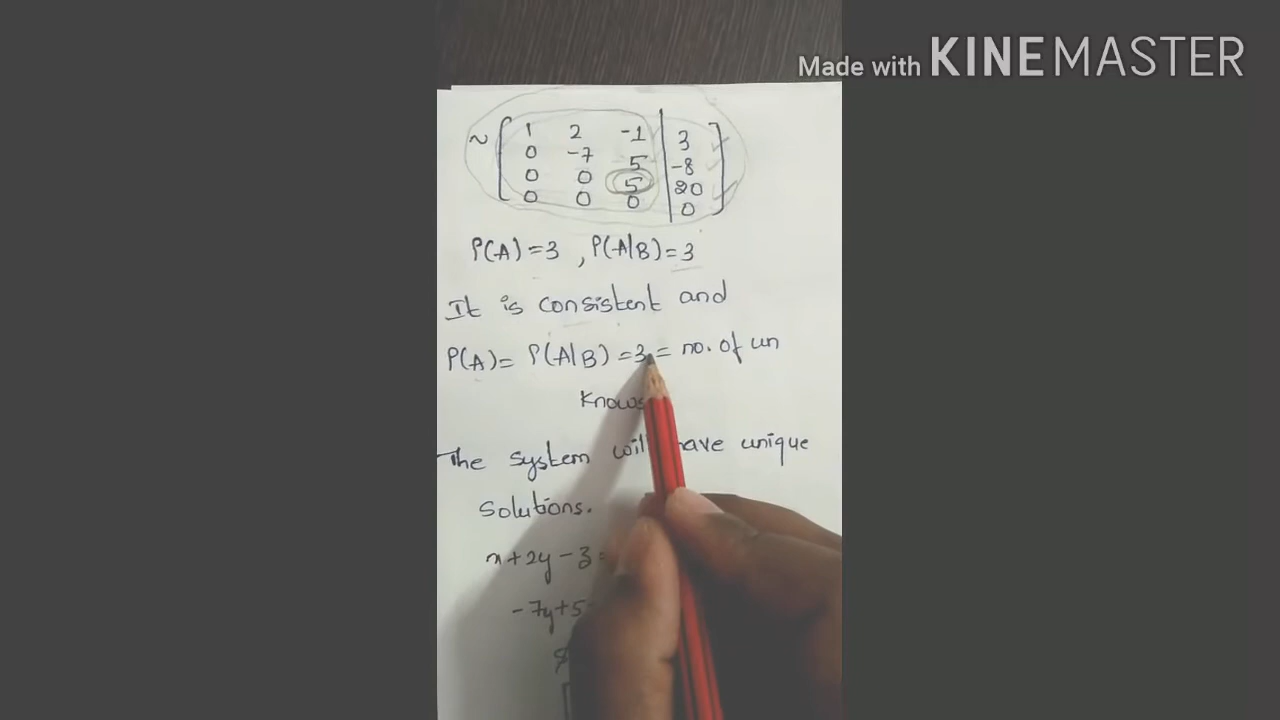 Made with KINEMASTER
~ [ 1 2 -1 | 3 ]
0 -7 5 | -8
0 0 5 | 20
0 0 0 | 0
ρ(A) = 3 , ρ(A|B) = 3
It is consistent and
ρ(A) = ρ(A|B) = 3 = no. of un
Knows
The system will have unique
Solutions.
x + 2y - z =
- 7y + 5